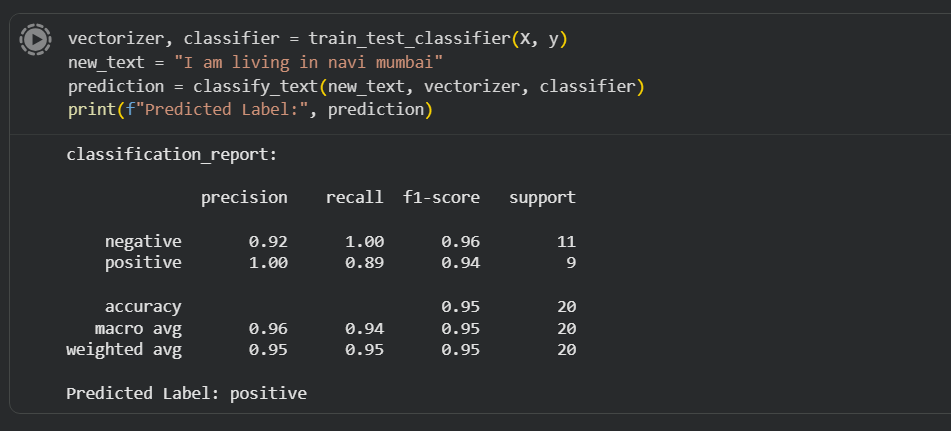 vectorizer, classifier = train_test_classifier(X, y)
new_text = "I am living in navi mumbai"
prediction = classify_text(new_text, vectorizer, classifier)
print(f"Predicted Label:", prediction)
classification_report:
precision recall f1-score support
negative 0.92 1.00 0.96 11
positive 1.00 0.89 0.94 9
accuracy 0.95 20
macro avg 0.96 0.94 0.95 20
weighted avg 0.95 0.95 0.95 20
Predicted Label: positive